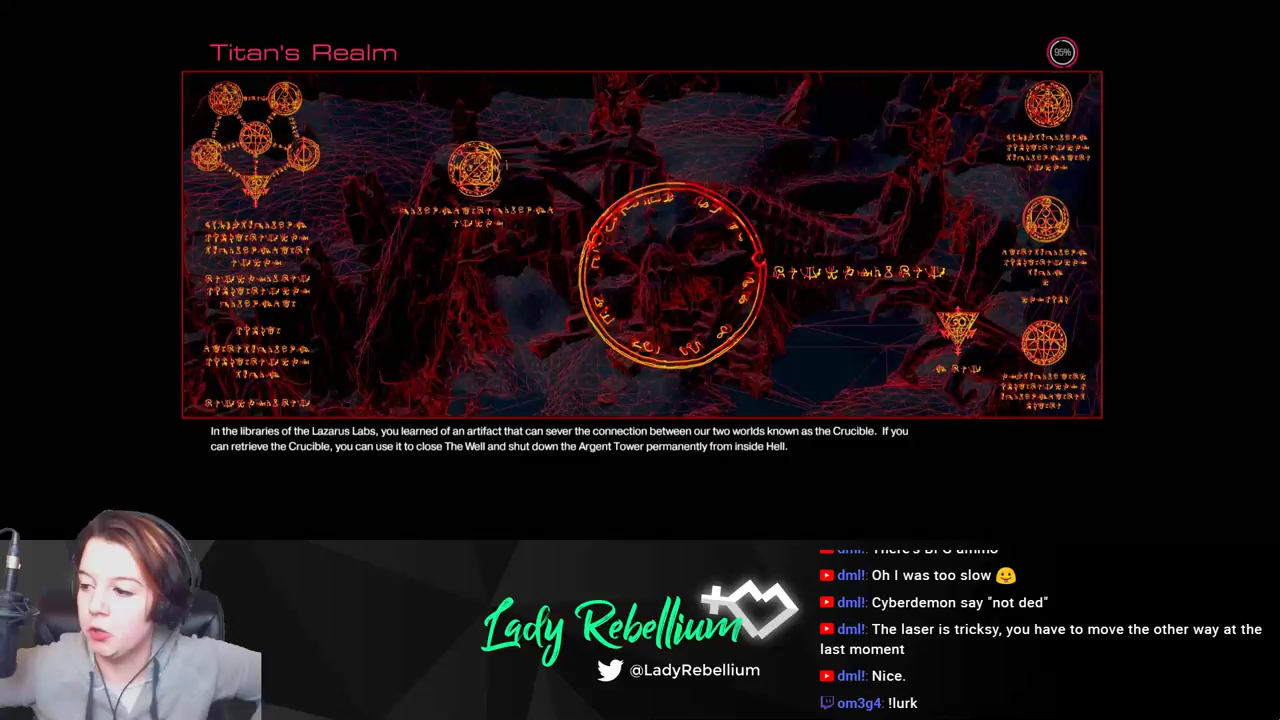 Titan's Realm
95%
In the libraries of the Lazarus Labs, you learned of an artifact that can sever the connection between our two worlds known as the Crucible. If you
can retrieve the Crucible, you can use it to close The Well and shut down the Argent Tower permanently from inside Hell.
Lady Rebellium
@LadyRebellium
dml!: There's BFG ammo
dml!: Oh I was too slow 🙂
dml!: Cyberdemon say "not ded"
dml!: The laser is tricksy, you have to move the other way at the
last moment
dml!: Nice.
om3g4: !lurk